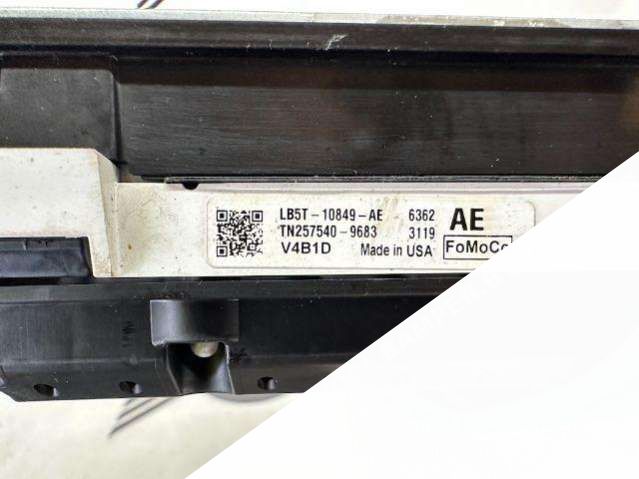 LB5T-10849-AE 6362 AE
TN257540-9683 3119
V4B1D Made in USA FoMoCo